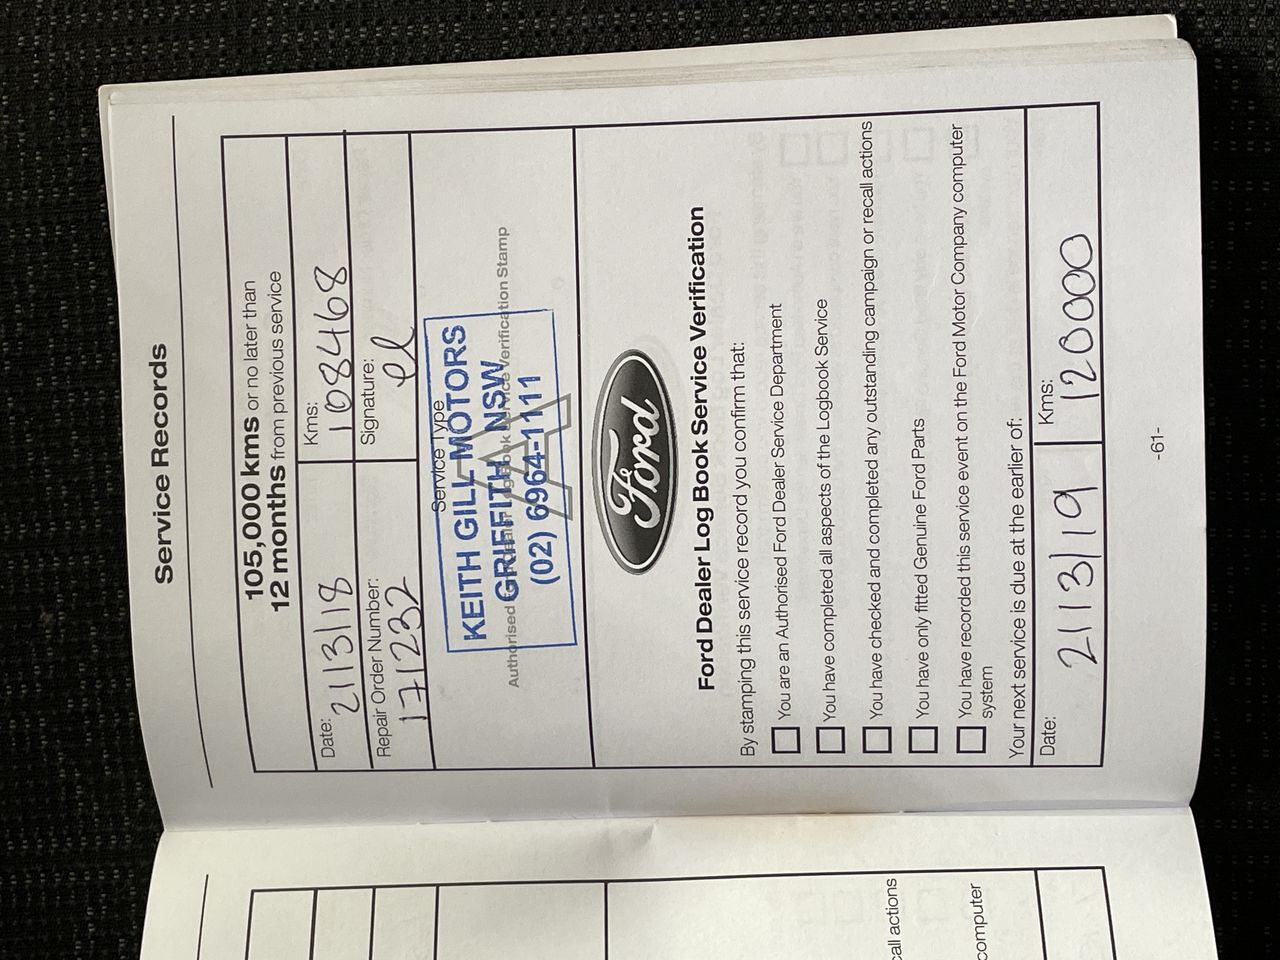 Service Records
105,000 kms or no later than
12 months from previous service
Date: 21/3/18
Kms: 108468
Repair Order Number: 171232
Signature:
Service Type
A
KEITH GILL MOTORS
GRIFFITH NSW
(02) 6964-1111
Authorised Verification Stamp
Ford
Ford Dealer Log Book Service Verification
By stamping this service record you confirm that:
You are an Authorised Ford Dealer Service Department
You have completed all aspects of the Logbook Service
You have checked and completed any outstanding campaign or recall actions
You have only fitted Genuine Ford Parts
You have recorded this service event on the Ford Motor Company computer
system
Your next service is due at the earlier of:
Date: 21/3/19
Kms: 120000
-61-
call actions
computer